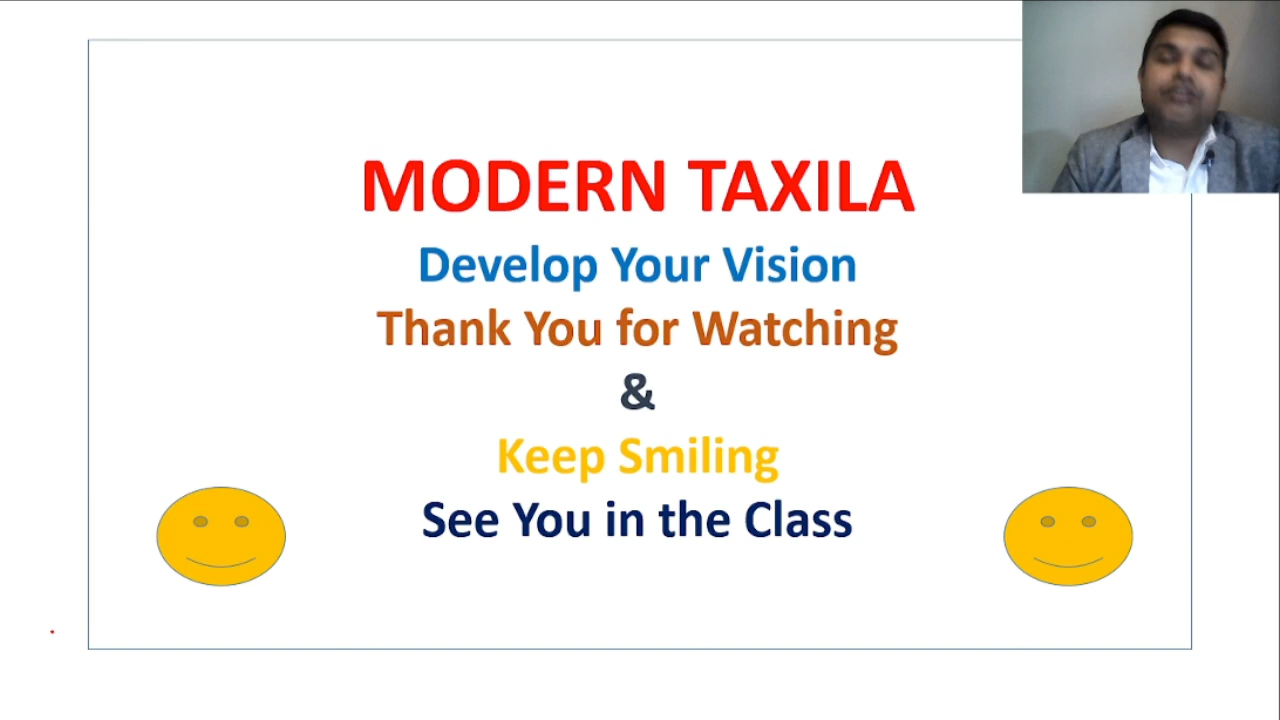 MODERN TAXILA
Develop Your Vision
Thank You for Watching
&
Keep Smiling
See You in the Class